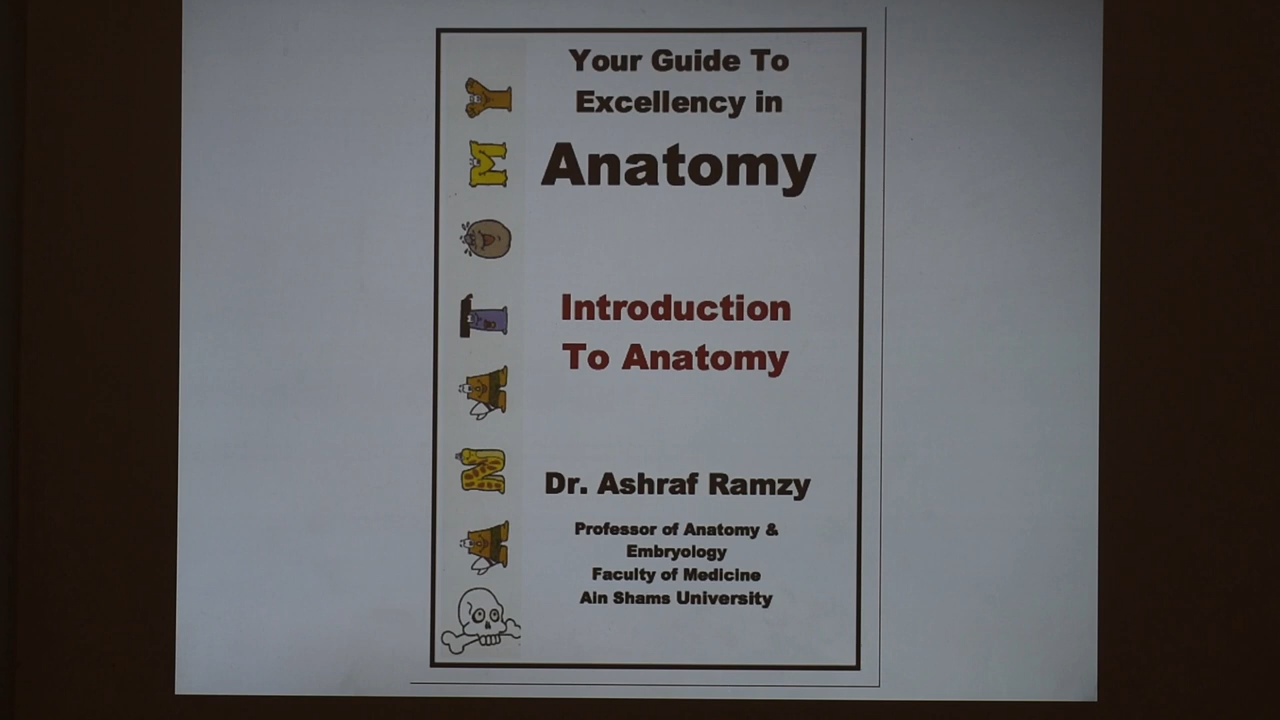 Your Guide To
Excellency in
Anatomy
Introduction
To Anatomy
Dr. Ashraf Ramzy
Professor of Anatomy &
Embryology
Faculty of Medicine
Ain Shams University
ANATOMY